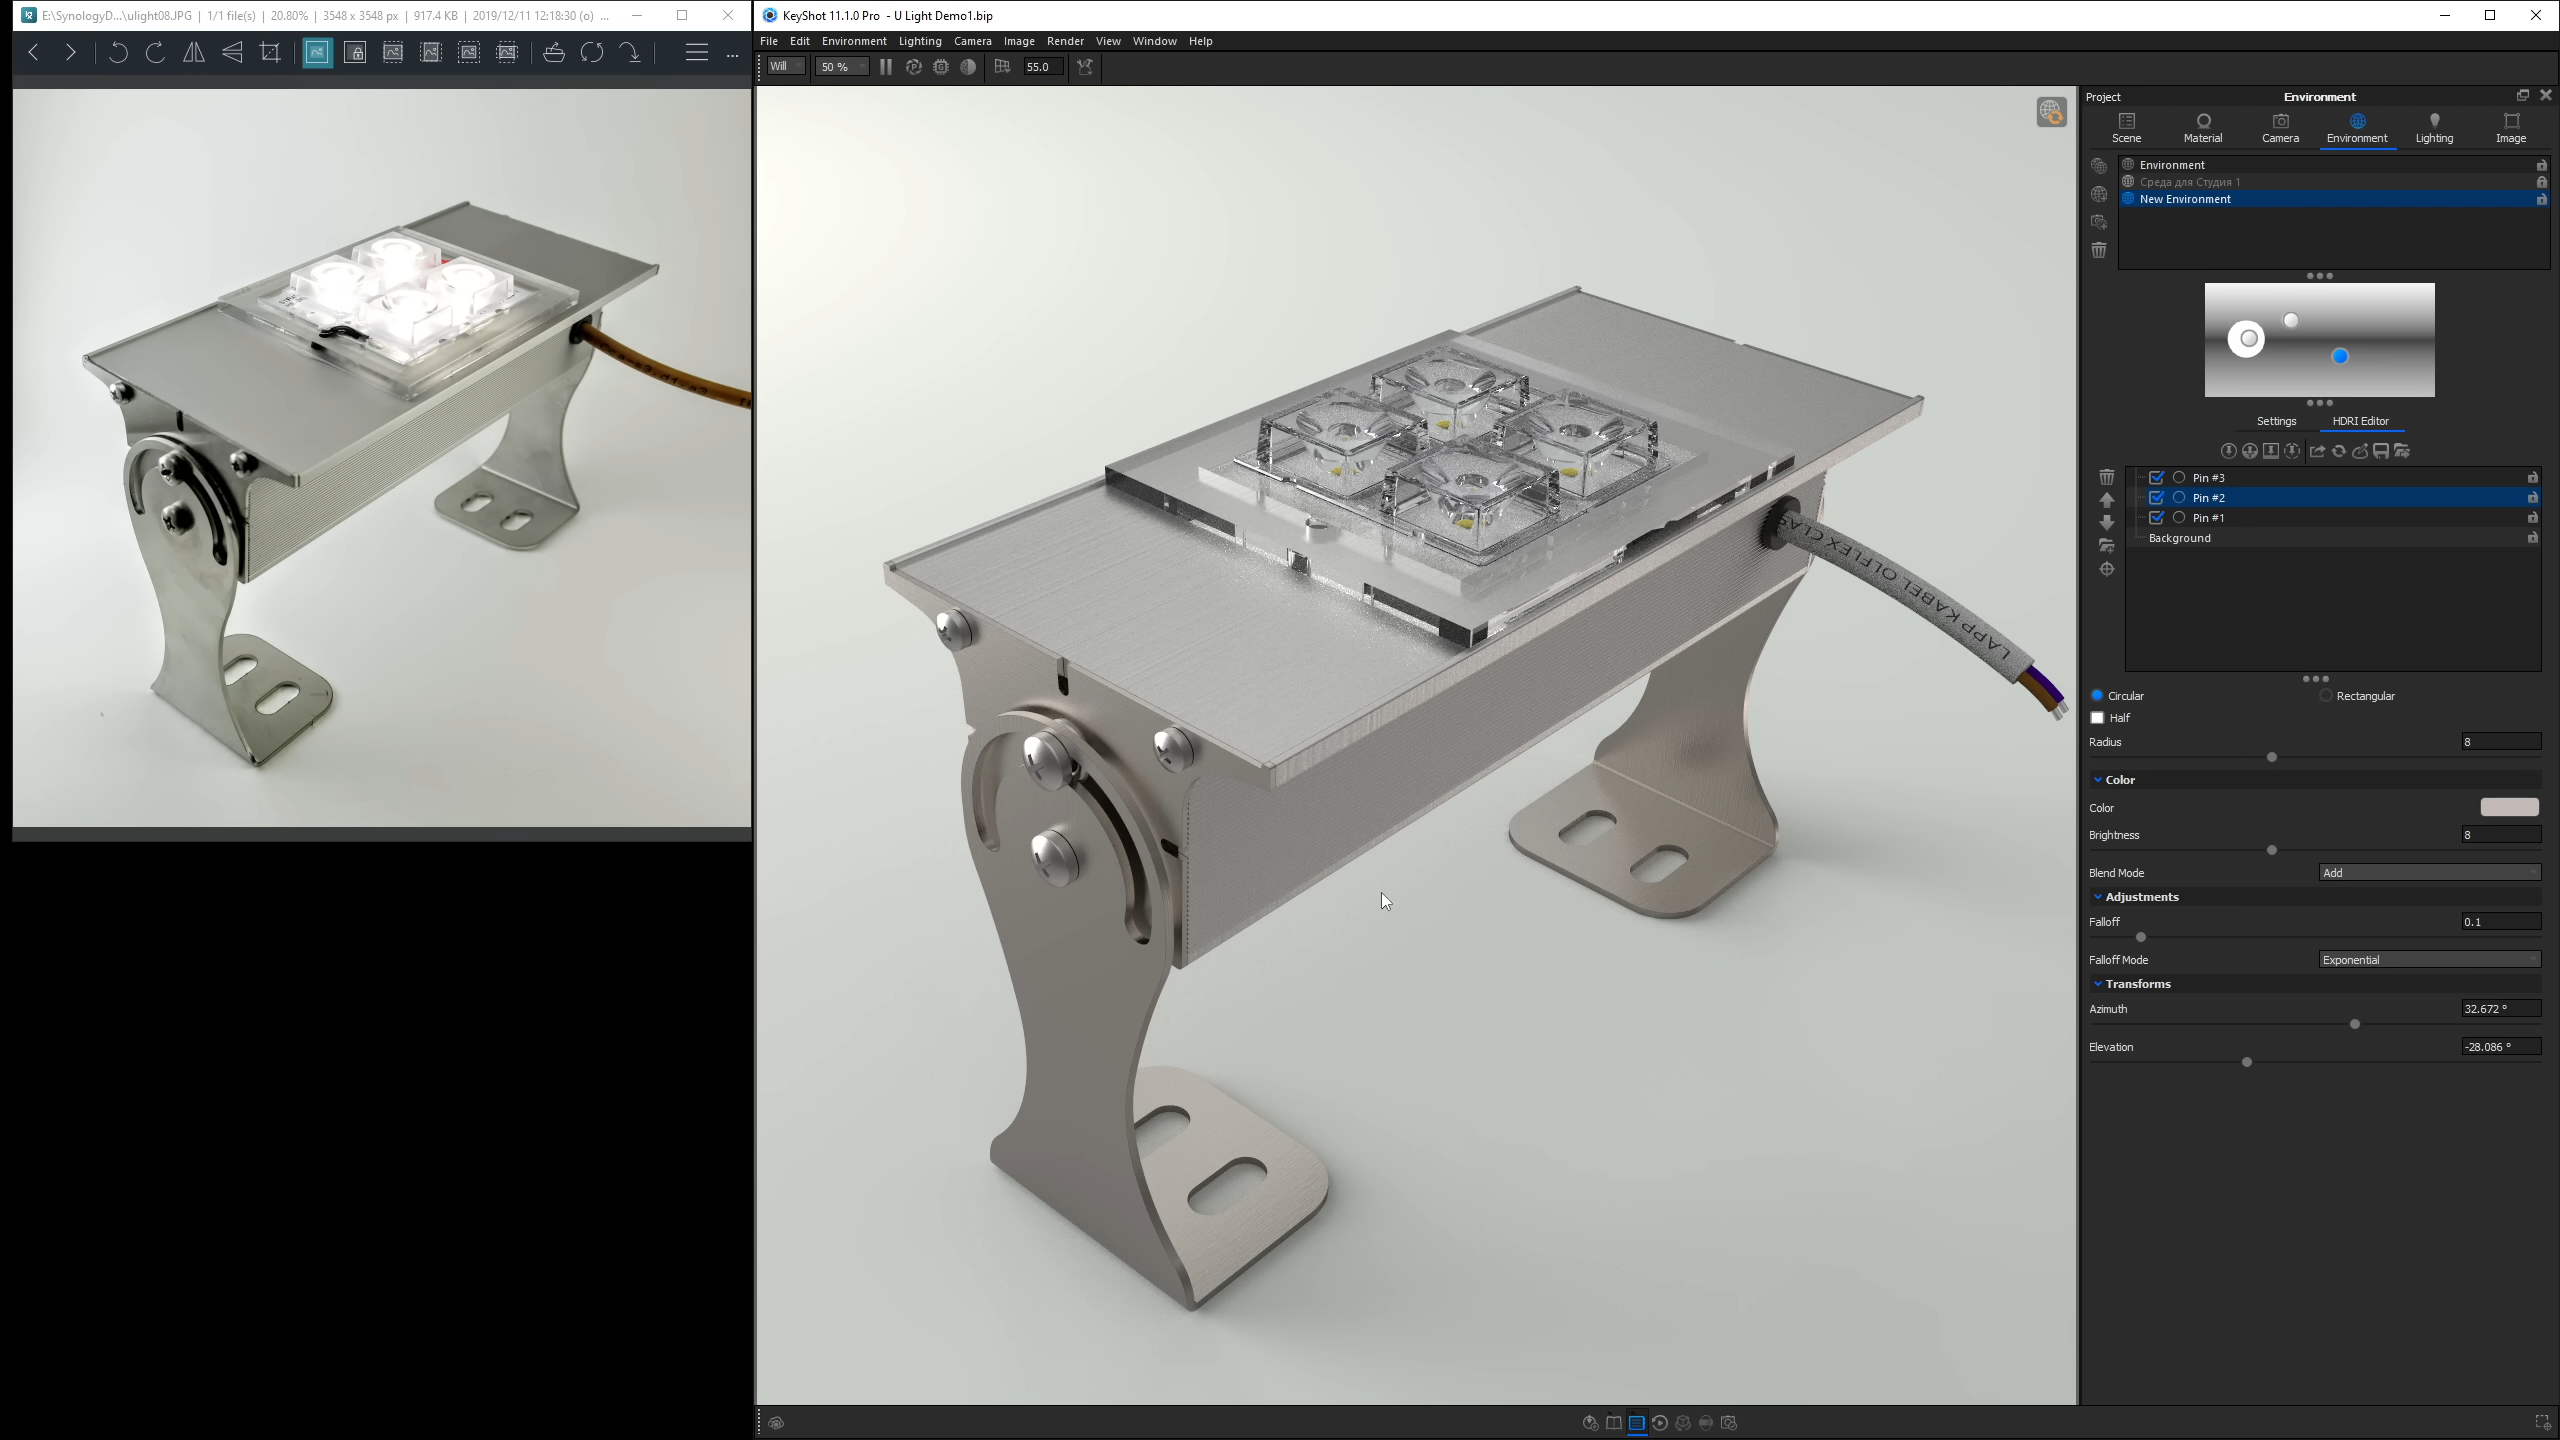 E:\SynologyD...\ulight08.JPG | 1/1 file(s) | 20.80% | 3548 x 3548 px | 917.4 KB | 2019/12/11 12:18:30 (o) ...
KeyShot 11.1.0 Pro - U Light Demo1.bip
File Edit Environment Lighting Camera Image Render View Window Help
Will 50 % 55.0
Project Environment
Scene Material Camera Environment Lighting Image
Environment
Среда для Студия 1
New Environment
Settings HDRI Editor
Pin #3
Pin #2
Pin #1
Background
Circular Rectangular
Half
Radius 8
Color
Color
Brightness 8
Blend Mode Add
Adjustments
Falloff 0.1
Falloff Mode Exponential
Transforms
Azimuth 32.672 °
Elevation -28.086 °
LAPP KABEL OLFLEX CLAS